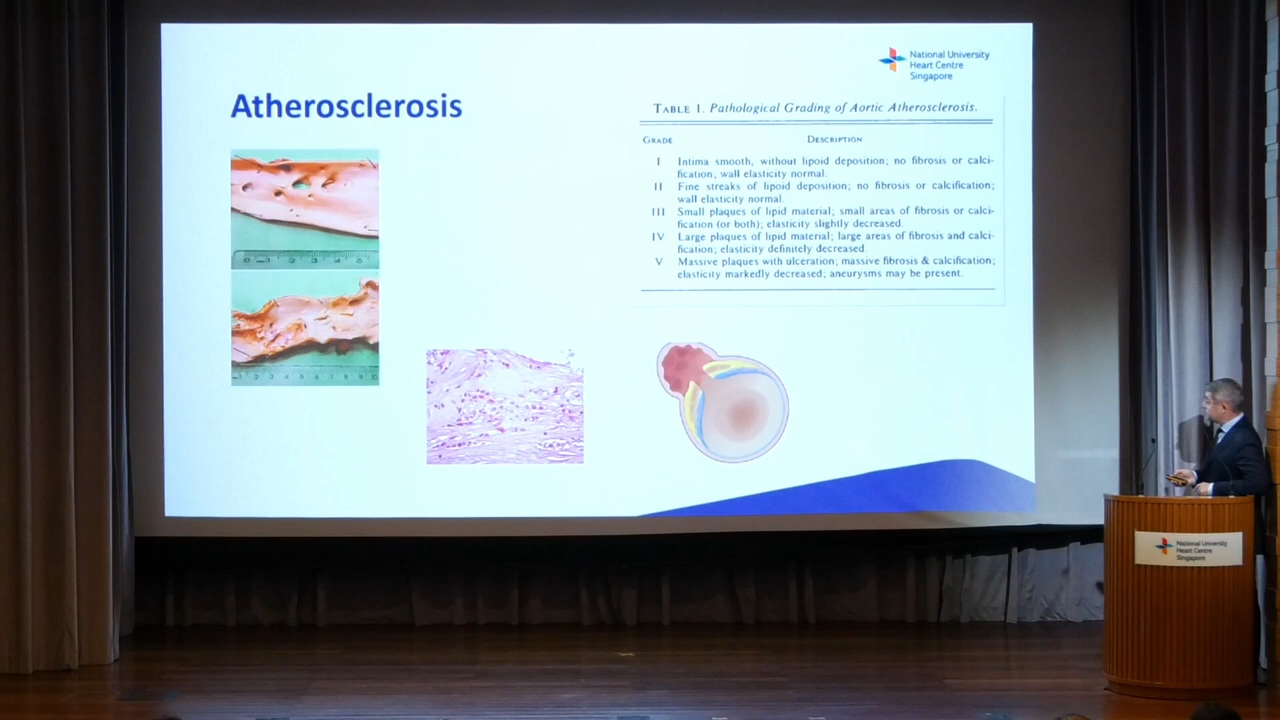 National University
Heart Centre
Singapore
Atherosclerosis
TABLE 1. Pathological Grading of Aortic Atherosclerosis.
GRADE DESCRIPTION
I Intima smooth, without lipoid deposition; no fibrosis or calci-
fication; wall elasticity normal.
II Fine streaks of lipoid deposition; no fibrosis or calcification;
wall elasticity normal.
III Small plaques of lipid material; small areas of fibrosis or calci-
fication (or both); elasticity slightly decreased.
IV Large plaques of lipid material; large areas of fibrosis and calci-
fication; elasticity definitely decreased.
V Massive plaques with ulceration; massive fibrosis & calcification;
elasticity markedly decreased; aneurysms may be present.
National University
Heart Centre
Singapore